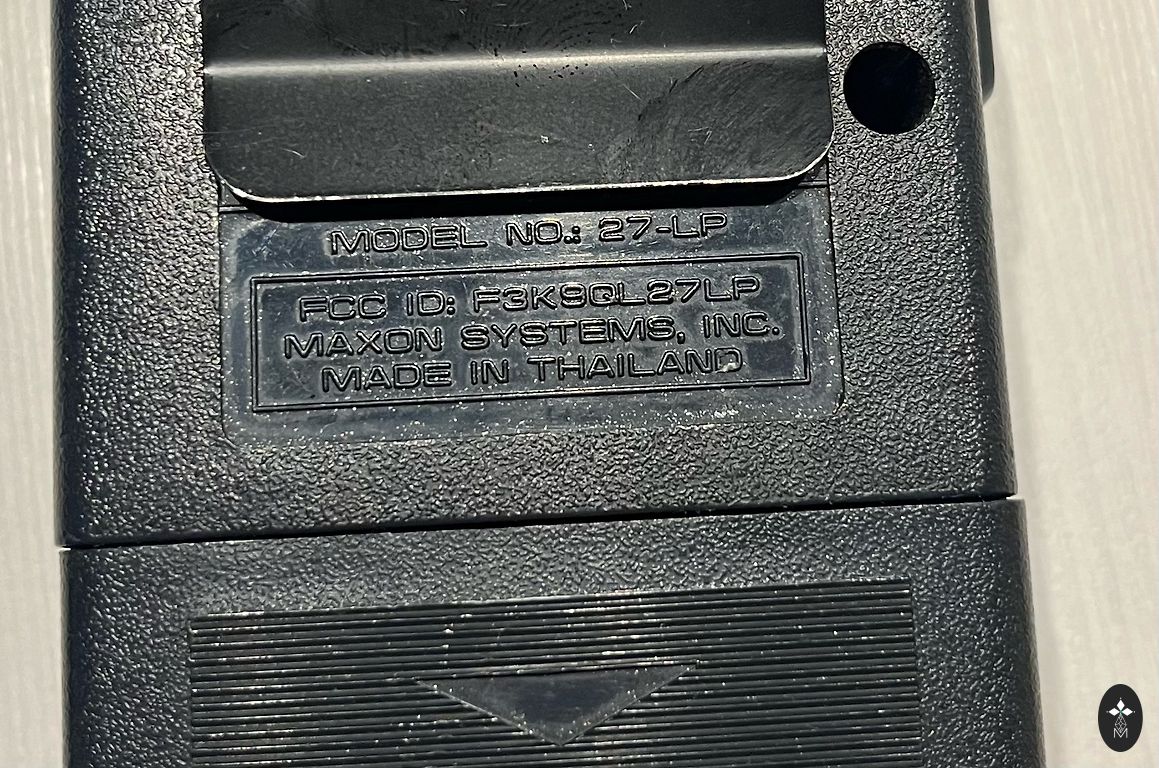 MODEL NO.: 27-LP
FCC ID: F3K9QL27LP
MAXON SYSTEMS, INC.
MADE IN THAILAND
M